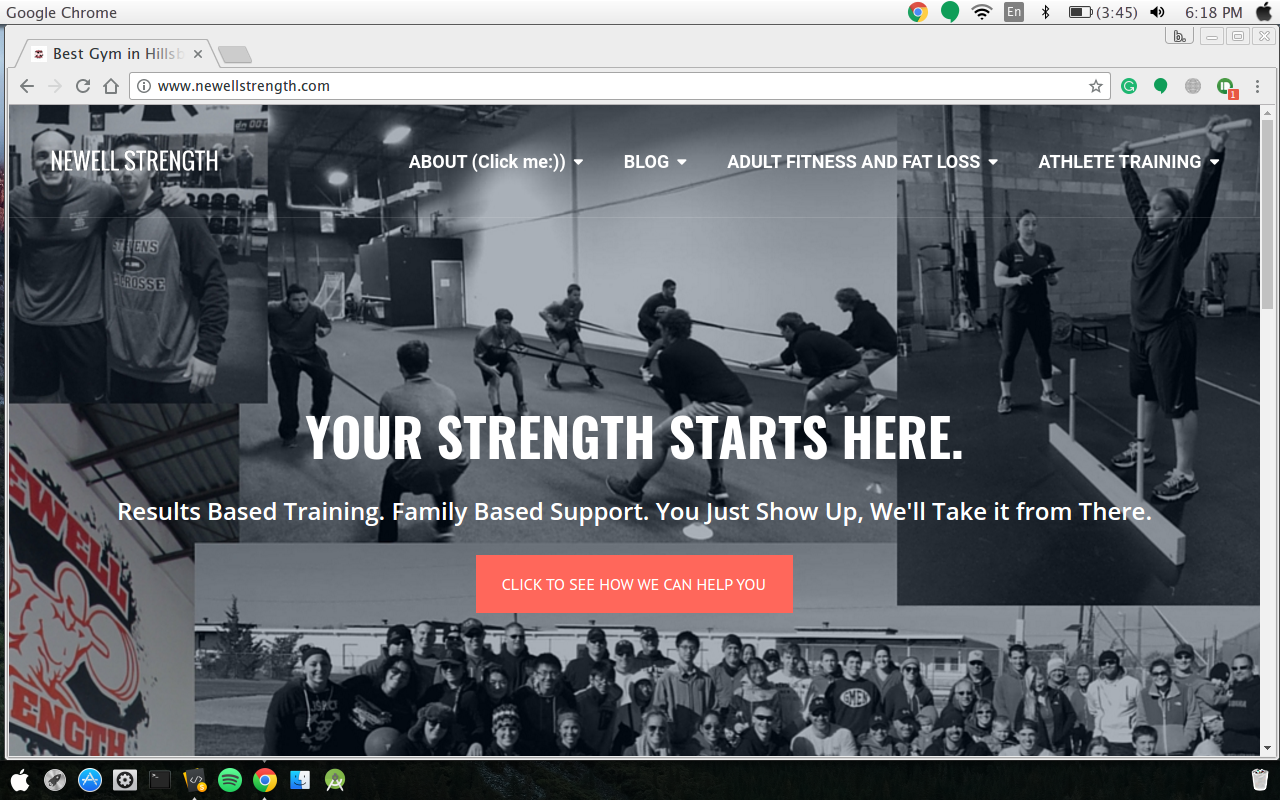 Google Chrome
En
(3:45)
6:18 PM
Best Gym in Hillsb
www.newellstrength.com
1
NEWELL STRENGTH
ABOUT (Click me:))
BLOG
ADULT FITNESS AND FAT LOSS
ATHLETE TRAINING
STEVENS
LACROSSE
YOUR STRENGTH STARTS HERE.
Results Based Training. Family Based Support. You Just Show Up, We'll Take it from There.
CLICK TO SEE HOW WE CAN HELP YOU